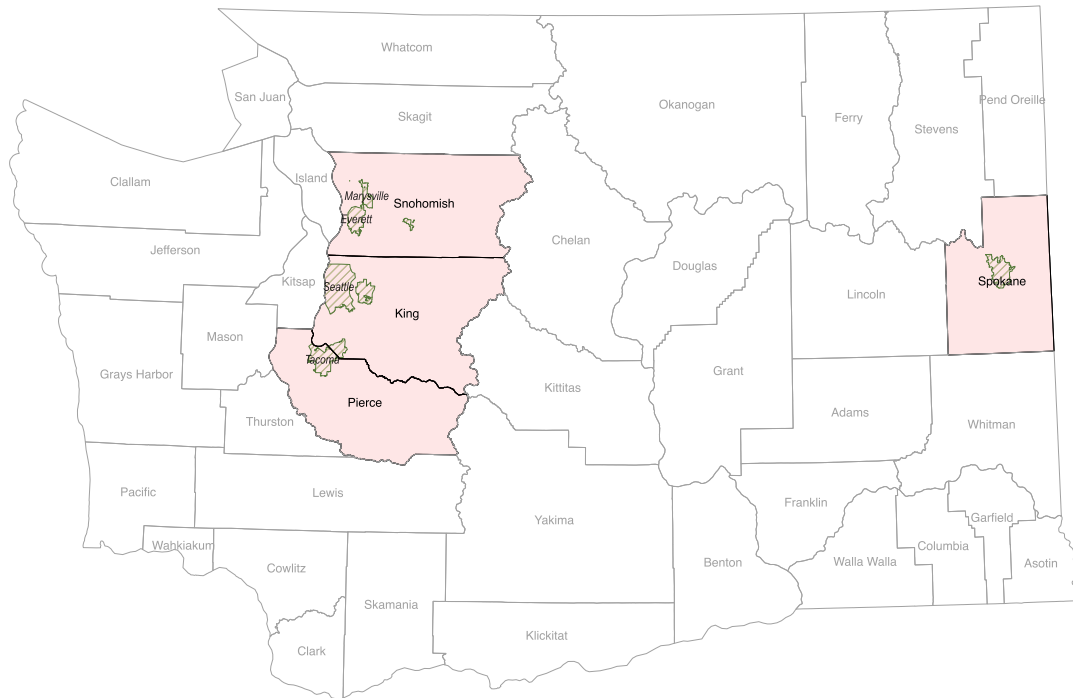 Whatcom
San Juan
Skagit
Okanogan
Ferry
Stevens
Pend Oreille
Clallam
Island
Marysville
Snohomish
Everett
Jefferson
Chelan
Douglas
Kitsap
Seattle
King
Lincoln
Spokane
Mason
Tacoma
Grays Harbor
Pierce
Kittitas
Grant
Adams
Thurston
Whitman
Pacific
Lewis
Yakima
Franklin
Garfield
Wahkiakum
Columbia
Cowlitz
Benton
Walla Walla
Asotin
Skamania
Klickitat
Clark